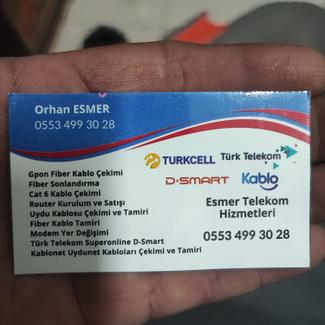 Orhan ESMER
0553 499 30 28
TURKCELL Türk Telekom
D-SMART Kablo
Gpon Fiber Kablo Çekimi
Fiber Sonlandırma
Cat 6 Kablo Çekimi
Router Kurulum ve Satışı
Uydu Kablosu Çekimi ve Tamiri
Fiber Kablo Tamiri
Modem Yer Değişimi
Türk Telekom Superonline D-Smart
Kablonet Uydunet Kabloları Çekimi ve Tamiri
Esmer Telekom
Hizmetleri
0553 499 30 28